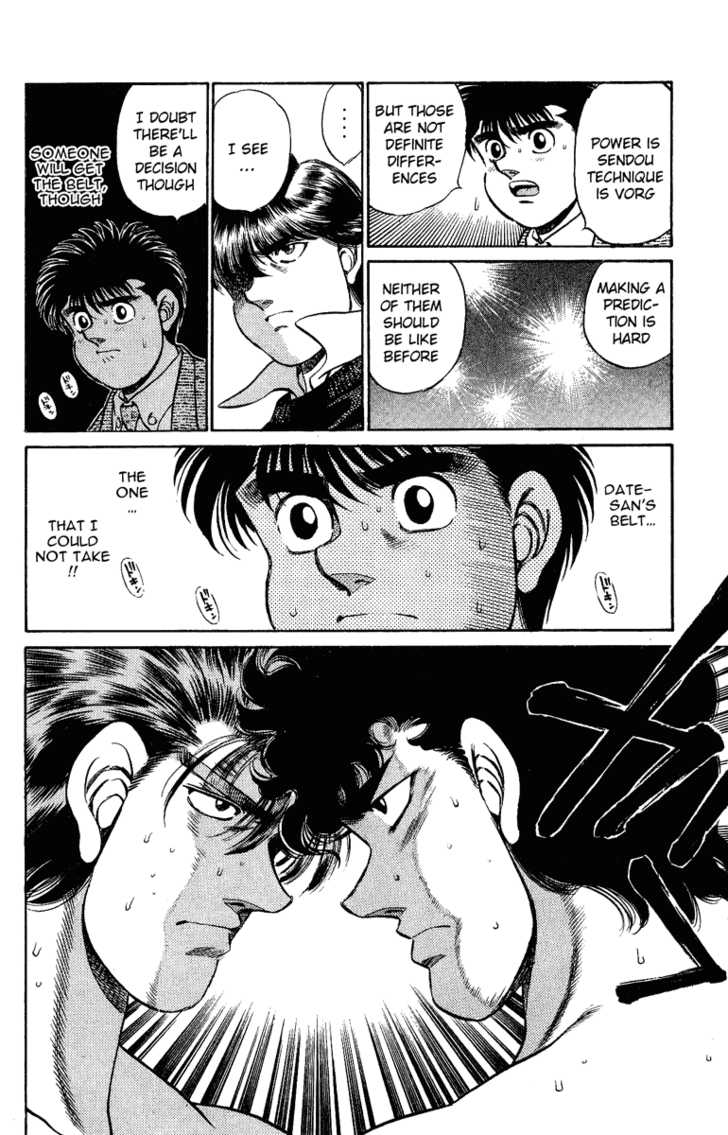 POWER IS
SENDOU
TECHNIQUE
IS VORG
BUT THOSE
ARE NOT
DEFINITE
DIFFER-
ENCES
...
I SEE
...
I DOUBT
THERE'LL
BE A
DECISION
THOUGH
SOMEONE
WILL GET
THE BELT,
THOUGH
MAKING A
PREDIC-
TION IS
HARD
NEITHER
OF THEM
SHOULD
BE LIKE
BEFORE
DATE-
SAN'S
BELT...
THE
ONE
...
THAT I
COULD
NOT TAKE
!!